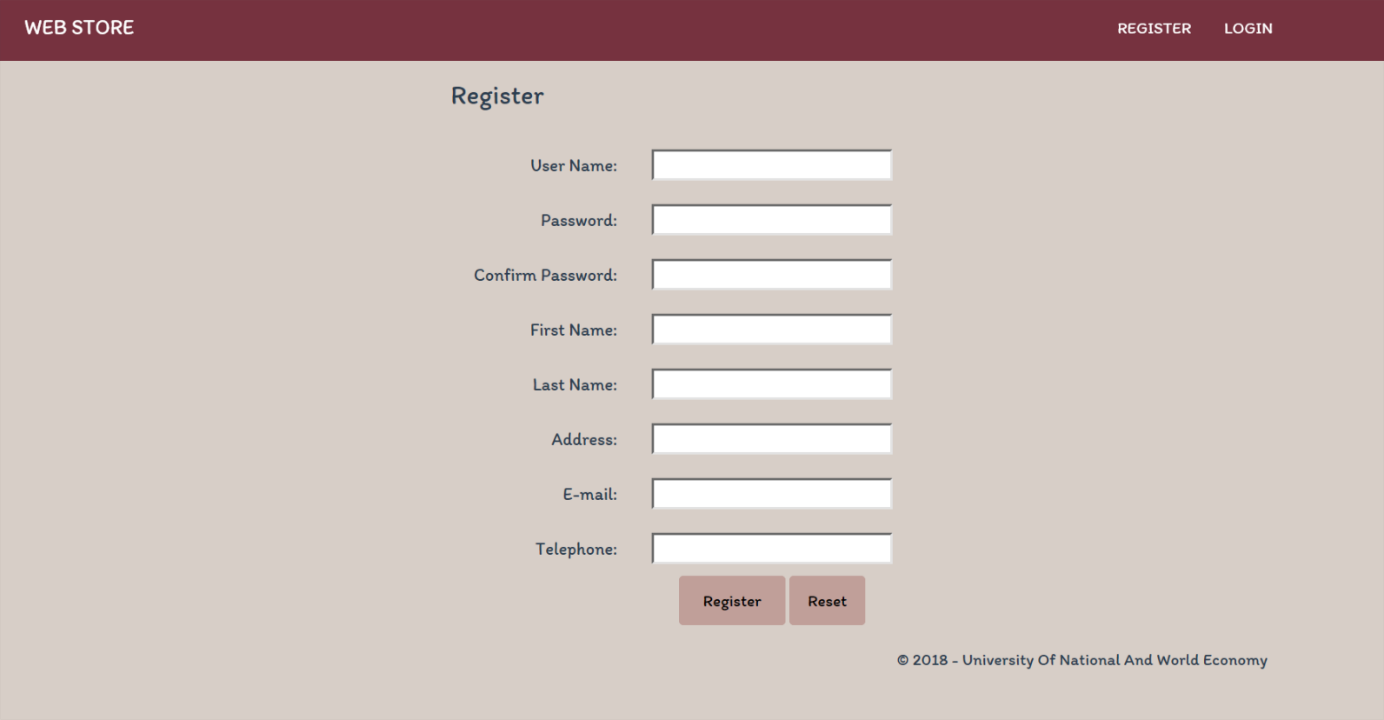 WEB STORE REGISTER LOGIN
Register
User Name:
Password:
Confirm Password:
First Name:
Last Name:
Address:
E-mail:
Telephone:
Register Reset
© 2018 - University Of National And World Economy